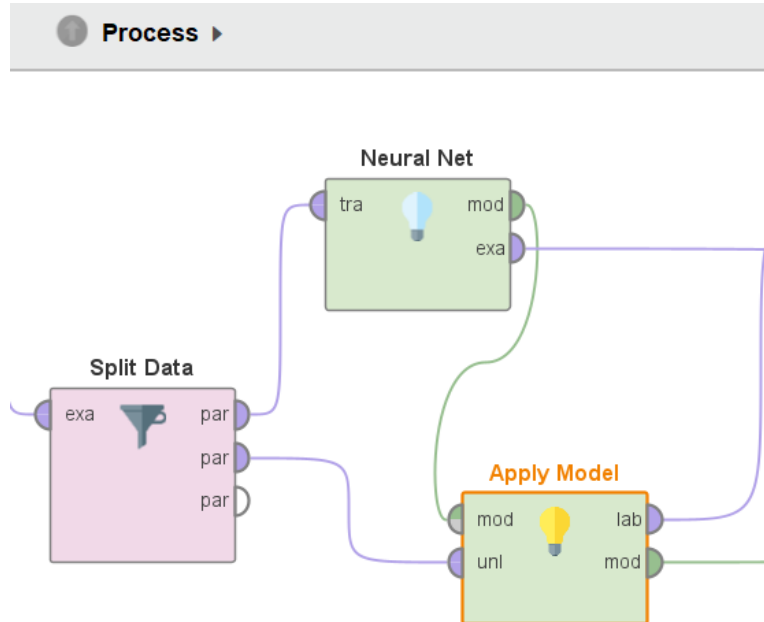 Process
Neural Net
tra mod
exa
Split Data
exa par
par
par
Apply Model
mod lab
unl mod